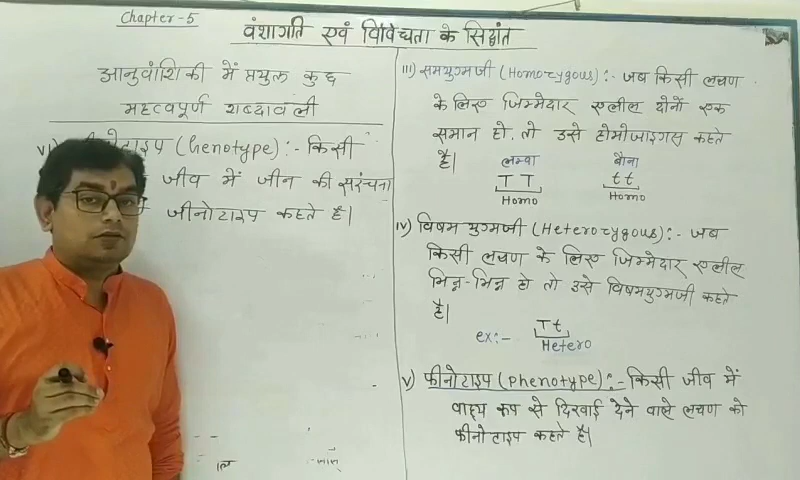 Chapter-5
वंशागति एवं विविधता के सिद्धांत
आनुवांशिकी में प्रयुक्त कुछ
महत्वपूर्ण शब्दावली
टाइप (Genotype) :- किसी
जीव में जीन की संरचना
जीनोटाइप कहते है।
III) समयुग्मजी (Homozygous) :- जब किसी लक्षण
के लिए जिम्मेदार एलील दोनों एक
समान हो, तो उसे होमोजाइगस कहते
है।
लम्बा बौना
TT tt
Homo Homo
IV) विषमयुग्मजी (Heterozygous) :- जब
किसी लक्षण के लिए जिम्मेदार एलील
भिन्न-भिन्न हो तो उसे विषमयुग्मजी कहते
है।
ex:- Tt
Hetero
V) फीनोटाइप (Phenotype) :- किसी जीव में
वाह्य रूप से दिखाई देने वाले लक्षण को
फीनोटाइप कहते है।